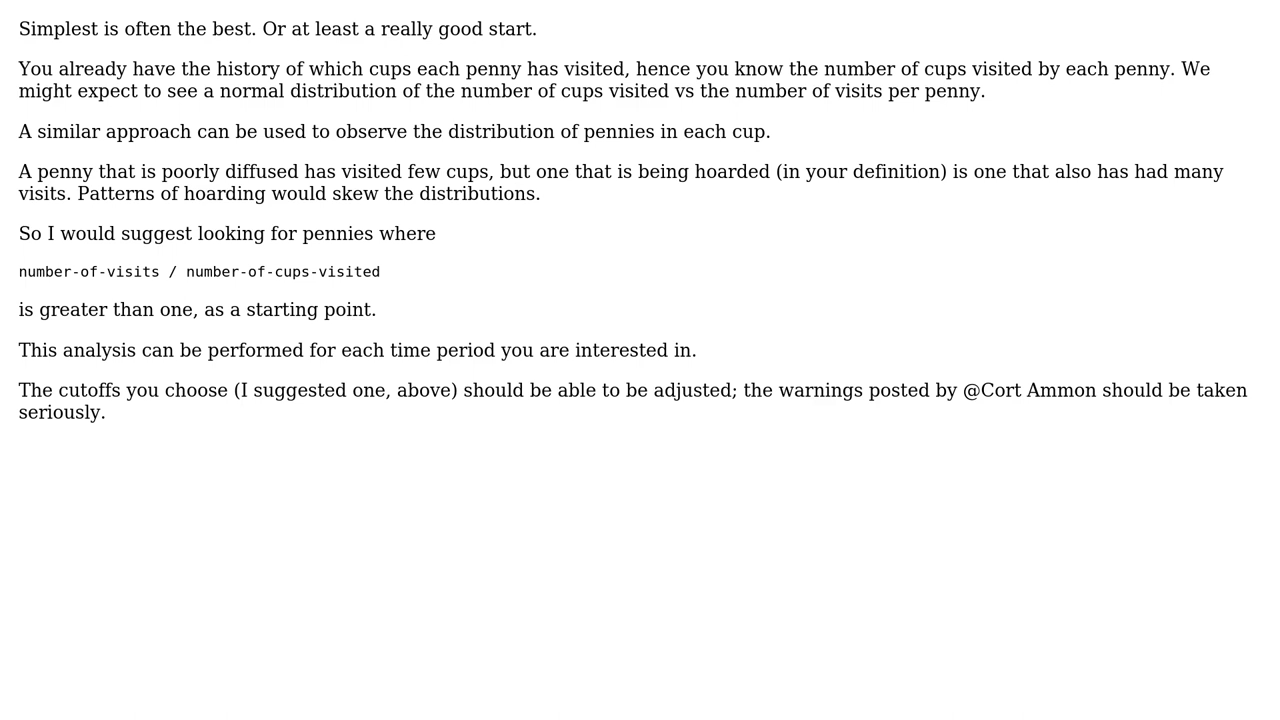 Simplest is often the best. Or at least a really good start.
You already have the history of which cups each penny has visited, hence you know the number of cups visited by each penny. We
might expect to see a normal distribution of the number of cups visited vs the number of visits per penny.
A similar approach can be used to observe the distribution of pennies in each cup.
A penny that is poorly diffused has visited few cups, but one that is being hoarded (in your definition) is one that also has had many
visits. Patterns of hoarding would skew the distributions.
So I would suggest looking for pennies where
number-of-visits / number-of-cups-visited
is greater than one, as a starting point.
This analysis can be performed for each time period you are interested in.
The cutoffs you choose (I suggested one, above) should be able to be adjusted; the warnings posted by @Cort Ammon should be taken
seriously.